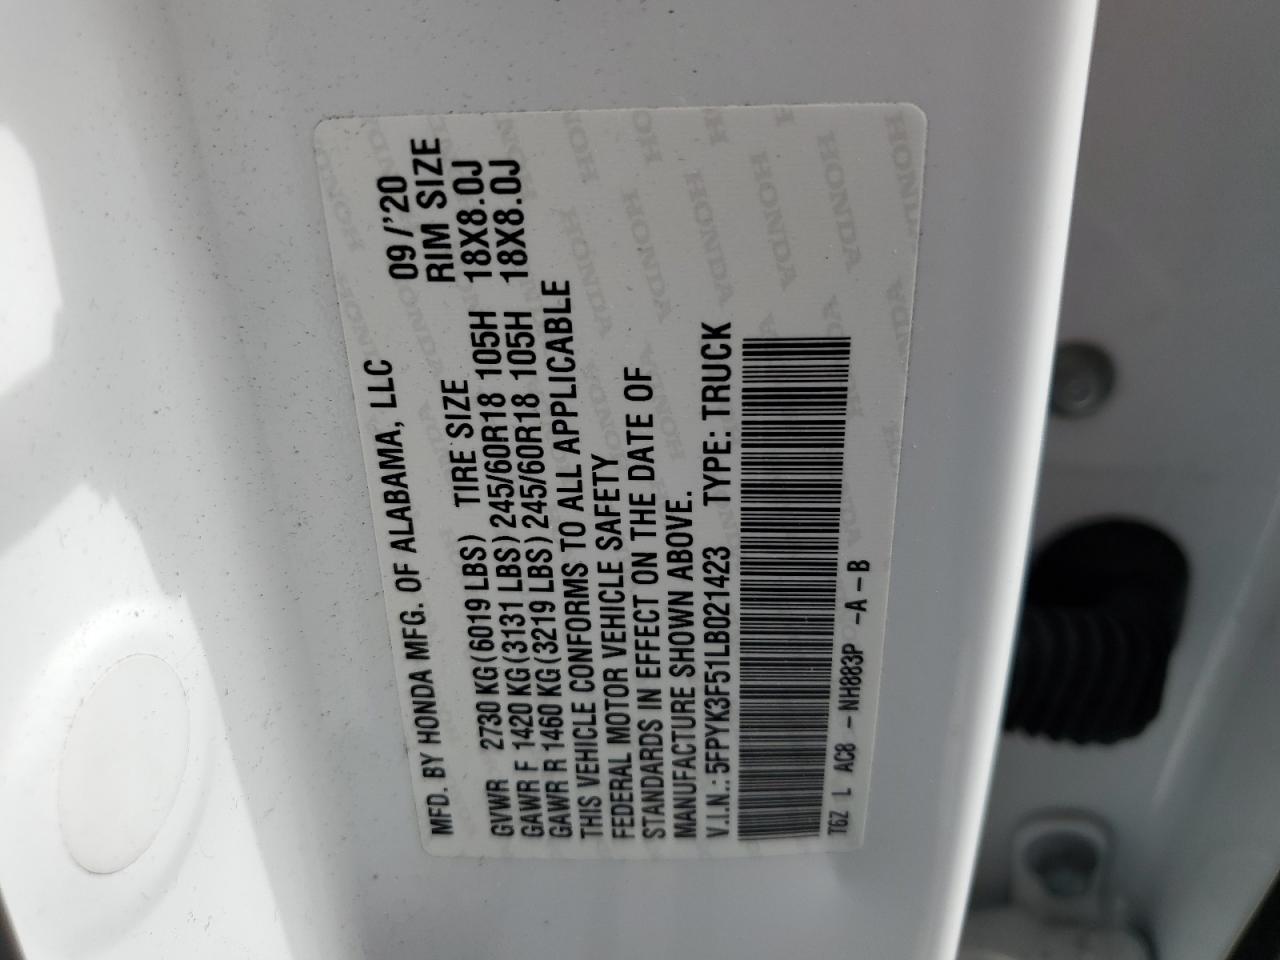 MFD. BY HONDA MFG. OF ALABAMA, LLC 09/'20
TIRE SIZE RIM SIZE
GVWR 2730 KG(6019 LBS)
GAWR F 1420 KG(3131 LBS) 245/60R18 105H 18X8.0J
GAWR R 1460 KG(3219 LBS) 245/60R18 105H 18X8.0J
THIS VEHICLE CONFORMS TO ALL APPLICABLE
FEDERAL MOTOR VEHICLE SAFETY
STANDARDS IN EFFECT ON THE DATE OF
MANUFACTURE SHOWN ABOVE.
V.I.N.: 5FPYK3F51LB021423 TYPE: TRUCK
T6Z L AC8 -NH883P -A-B
HONDA